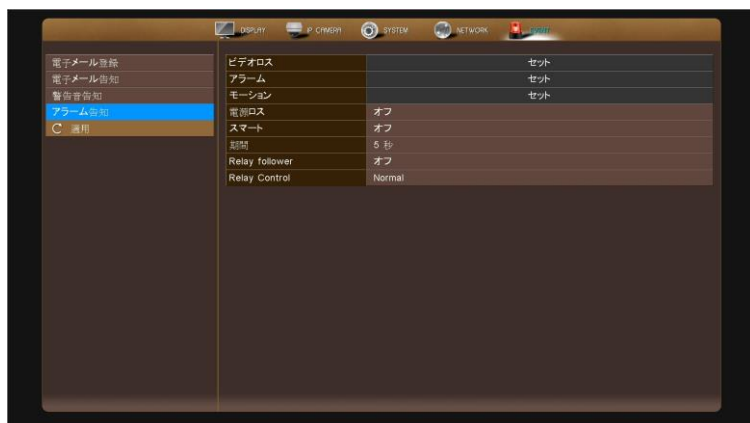 DISPLAY
IP CAMERA
SYSTEM
NETWORK
EVENT
電子メール登録
電子メール告知
警告音告知
アラーム告知
適用
ビデオロス セット
アラーム セット
モーション セット
電源ロス オフ
スマート オフ
期間 5 秒
Relay follower オフ
Relay Control Normal